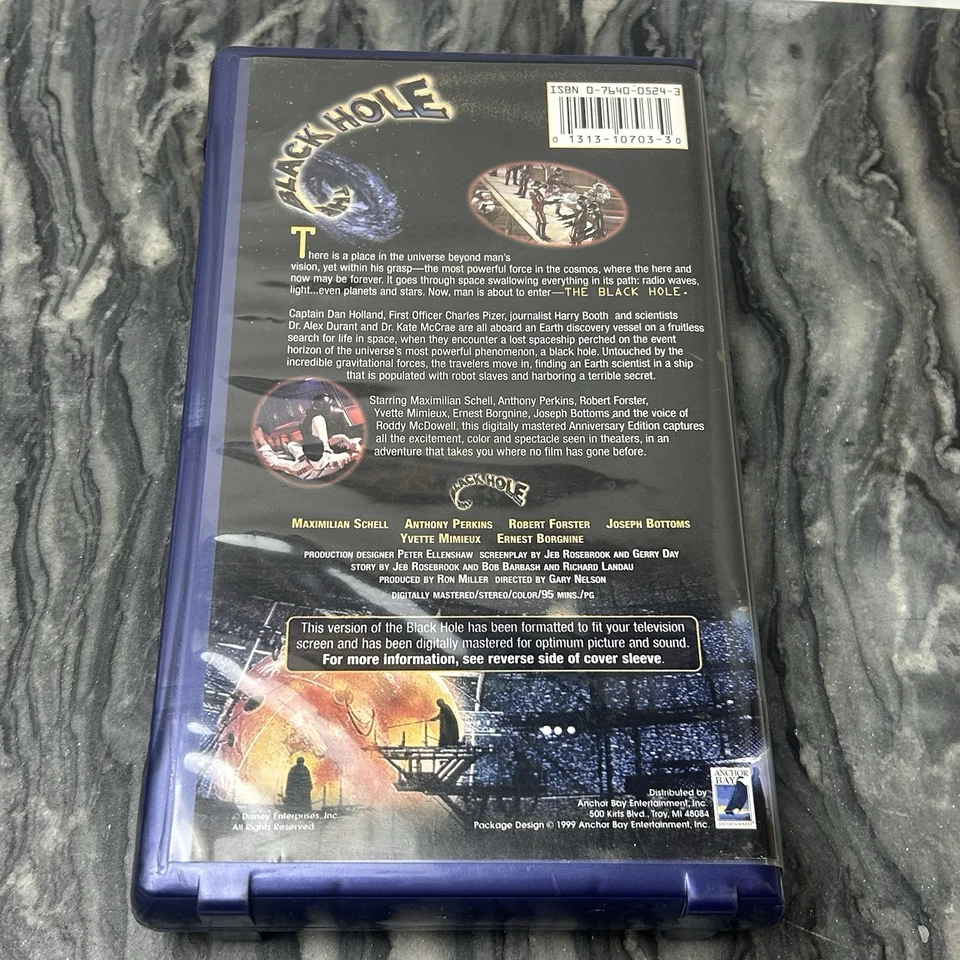 THE BLACK HOLE
ISBN 0-7640-0524-3
0 1313-10703-3 0
There is a place in the universe beyond man's
vision, yet within his grasp—the most powerful force in the cosmos, where the here and
now may be forever. It goes through space swallowing everything in its path: radio waves,
light...even planets and stars. Now, man is about to enter—THE BLACK HOLE.
Captain Dan Holland, First Officer Charles Pizer, journalist Harry Booth and scientists
Dr. Alex Durant and Dr. Kate McCrae are all aboard an Earth discovery vessel on a fruitless
search for life in space, when they encounter a lost spaceship perched on the event
horizon of the universe's most powerful phenomenon, a black hole. Untouched by the
incredible gravitational forces, the travelers move in, finding an Earth scientist in a ship
that is populated with robot slaves and harboring a terrible secret.
Starring Maximilian Schell, Anthony Perkins, Robert Forster,
Yvette Mimieux, Ernest Borgnine, Joseph Bottoms and the voice of
Roddy McDowell, this digitally mastered Anniversary Edition captures
all the excitement, color and spectacle seen in theaters, in an
adventure that takes you where no film has gone before.
THE BLACK HOLE
MAXIMILIAN SCHELL ANTHONY PERKINS ROBERT FORSTER JOSEPH BOTTOMS
YVETTE MIMIEUX ERNEST BORGNINE
PRODUCTION DESIGNER PETER ELLENSHAW SCREENPLAY BY JEB ROSEBROOK AND GERRY DAY
STORY BY JEB ROSEBROOK AND BOB BARBASH AND RICHARD LANDAU
PRODUCED BY RON MILLER DIRECTED BY GARY NELSON
DIGITALLY MASTERED/STEREO/COLOR/95 MINS./PG
This version of the Black Hole has been formatted to fit your television
screen and has been digitally mastered for optimum picture and sound.
For more information, see reverse side of cover sleeve.
© Disney Enterprises, Inc.
All Rights Reserved.
Distributed by
Anchor Bay Entertainment, Inc.
500 Kirts Blvd., Troy, MI 48084
Package Design © 1999 Anchor Bay Entertainment, Inc.
ANCHOR
BAY
ENTERTAINMENT